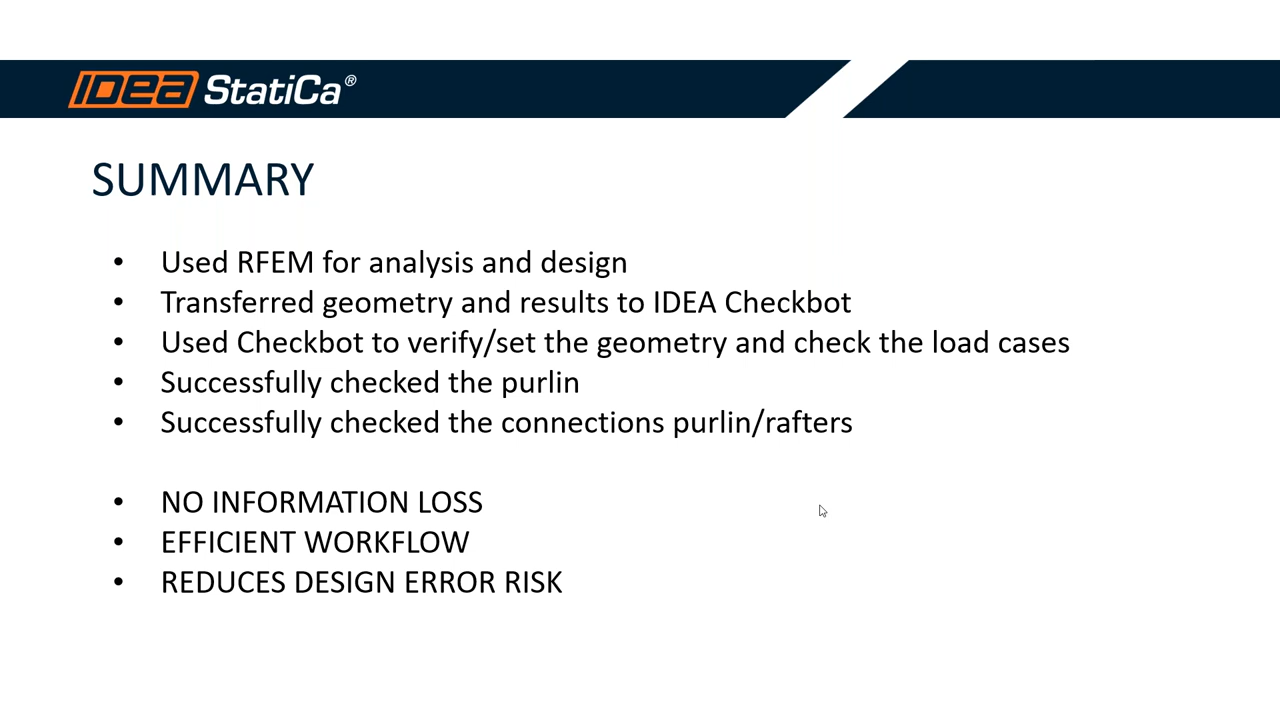 IDEA StatiCa®
SUMMARY
• Used RFEM for analysis and design
• Transferred geometry and results to IDEA Checkbot
• Used Checkbot to verify/set the geometry and check the load cases
• Successfully checked the purlin
• Successfully checked the connections purlin/rafters
• NO INFORMATION LOSS
• EFFICIENT WORKFLOW
• REDUCES DESIGN ERROR RISK